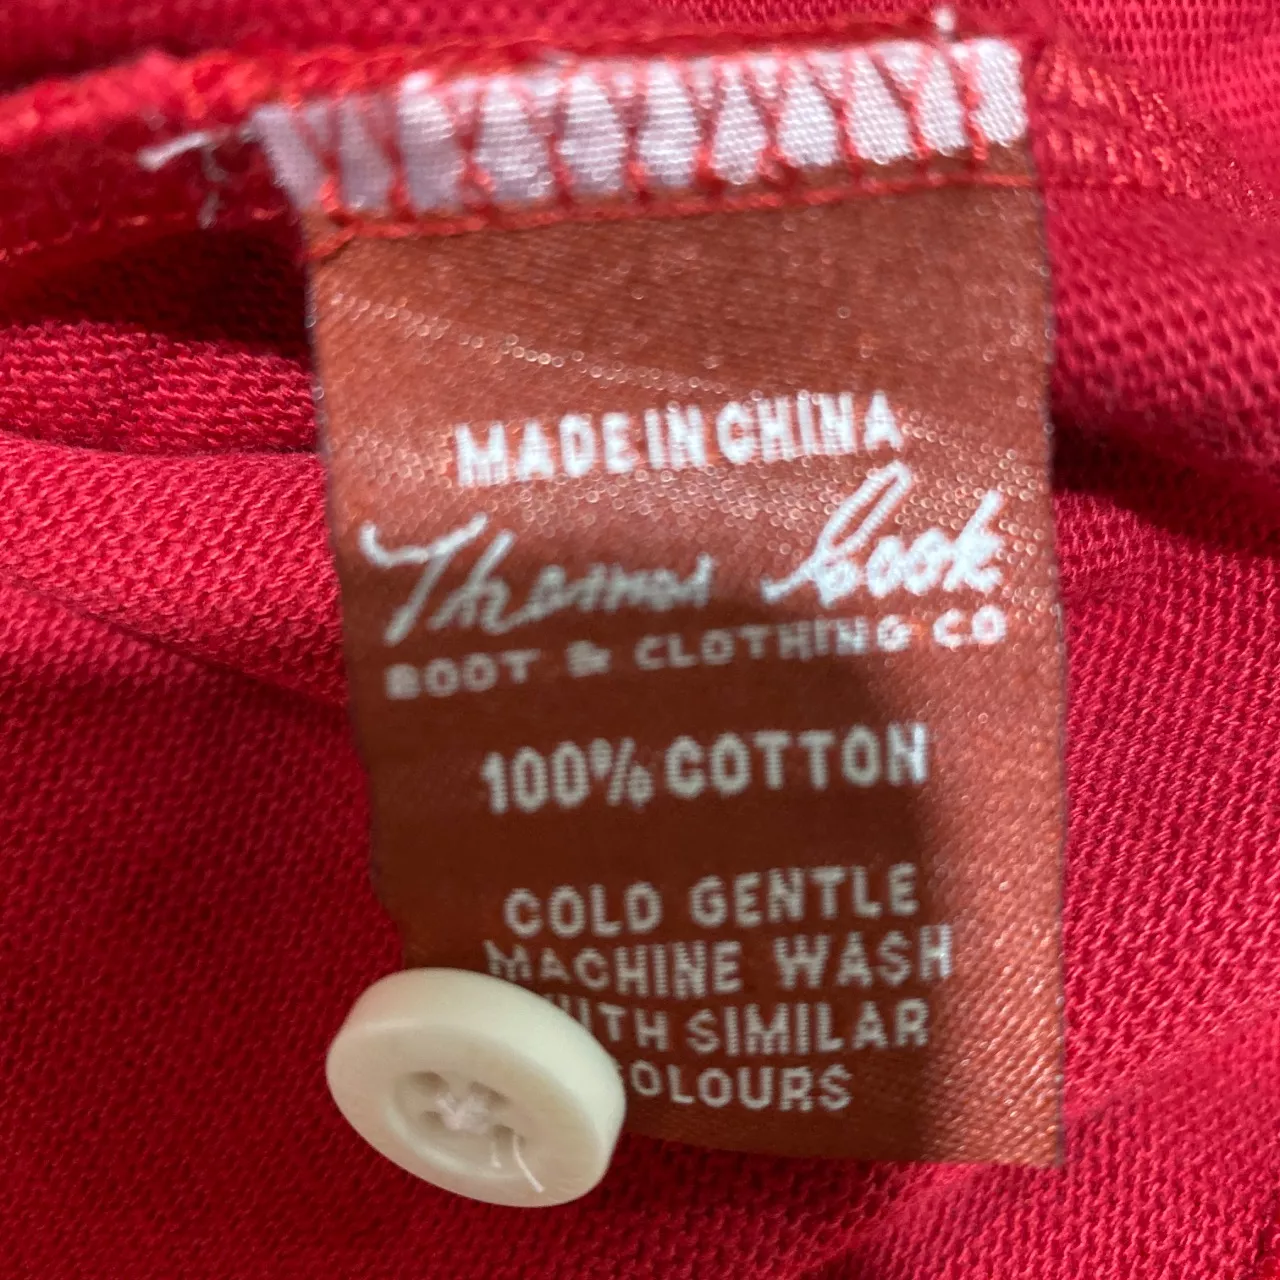 MADE IN CHINA
Thomas Cook
BOOT & CLOTHING CO
100% COTTON
COLD GENTLE
MACHINE WASH
WITH SIMILAR
COLOURS